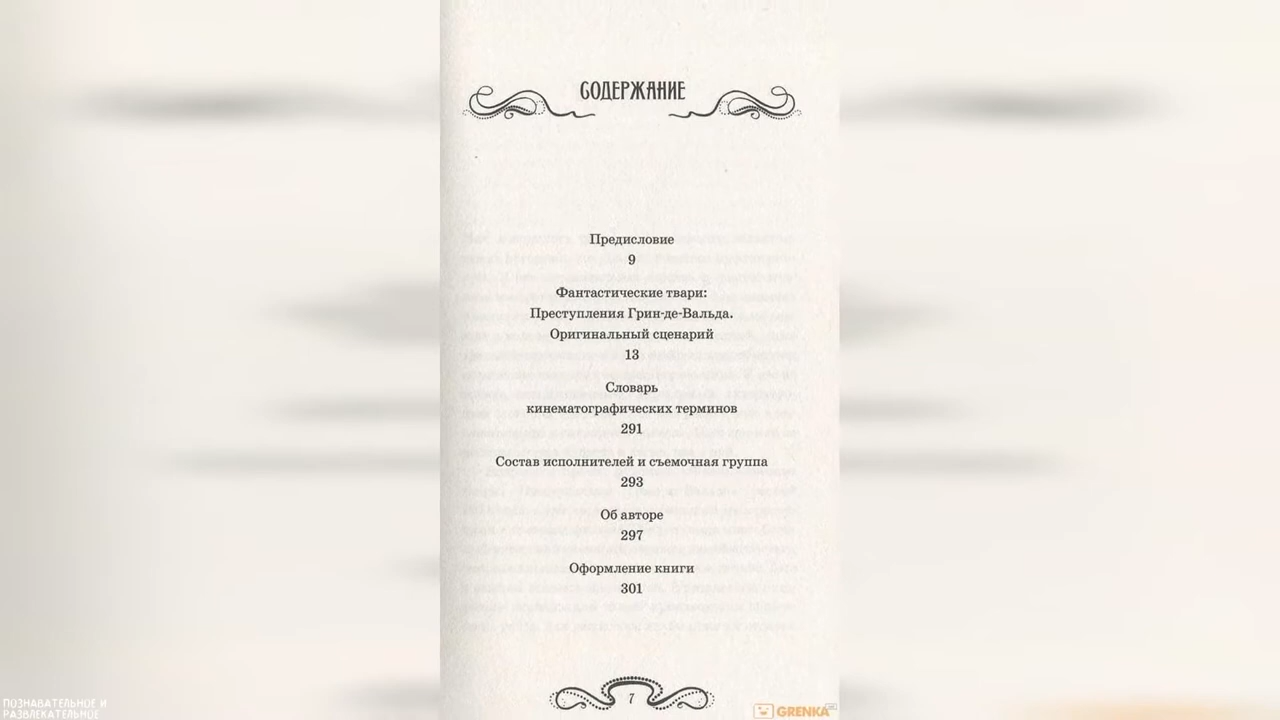 СОДЕРЖАНИЕ
Предисловие
9
Фантастические твари:
Преступления Грин-де-Вальда.
Оригинальный сценарий
13
Словарь
кинематографических терминов
291
Состав исполнителей и съемочная группа
293
Об авторе
297
Оформление книги
301
7
ПОЗНАВАТЕЛЬНОЕ И
РАЗВЛЕКАТЕЛЬНОЕ
GRENKA